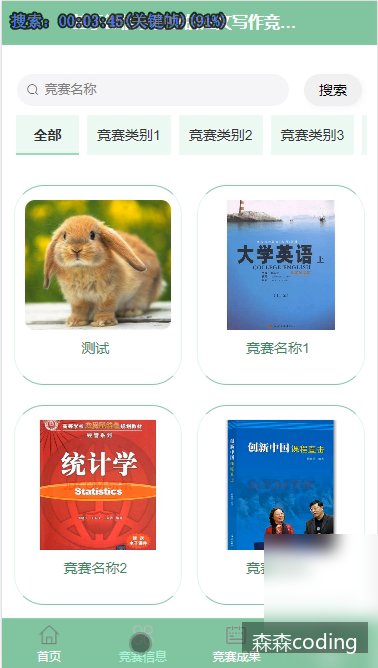 搜索: 00:03:45(关键帧)(91%)
写作竞...
竞赛名称
搜索
全部
竞赛类别1
竞赛类别2
竞赛类别3
大学英语
上
COLLEGE ENGLISH
测试
竞赛名称1
统计学
Statistics
创新中国 课程直击
竞赛名称2
竞
首页
竞赛信息
竞赛成果
森森coding